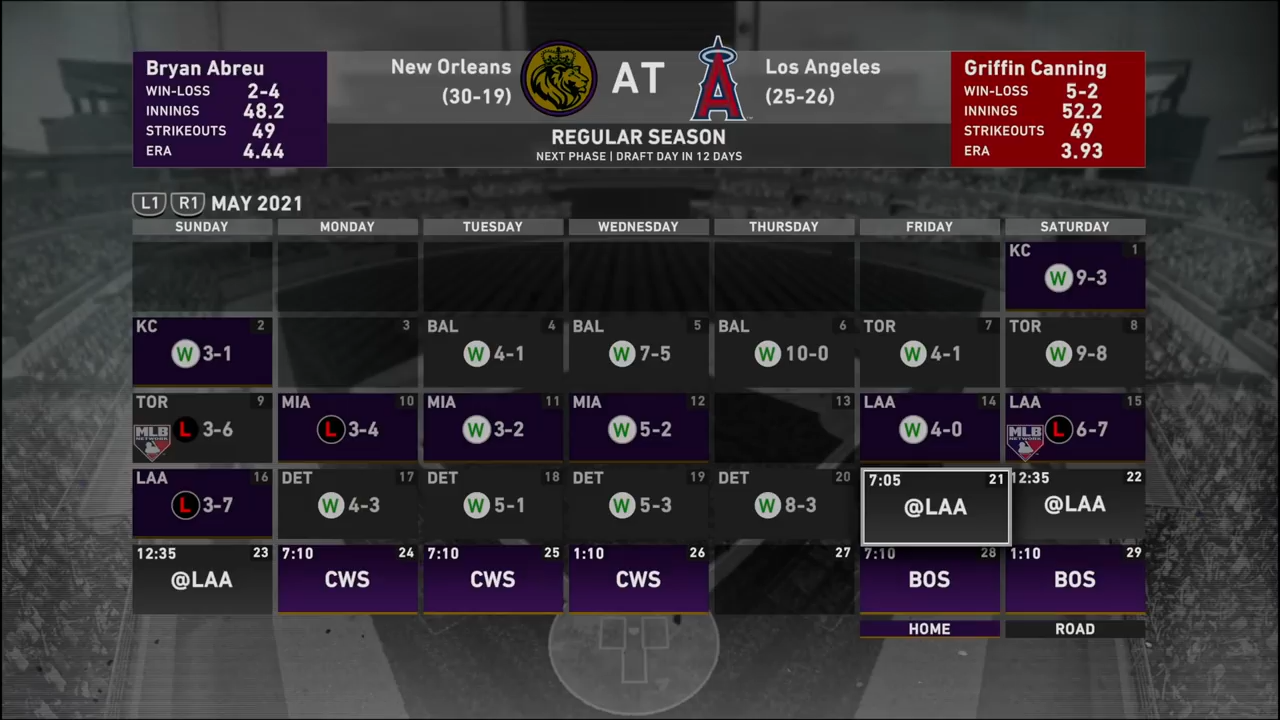 Bryan Abreu
WIN-LOSS 2-4
INNINGS 48.2
STRIKEOUTS 49
ERA 4.44
New Orleans
(30-19)
AT
A
Los Angeles
(25-26)
REGULAR SEASON
NEXT PHASE | DRAFT DAY IN 12 DAYS
Griffin Canning
WIN-LOSS 5-2
INNINGS 52.2
STRIKEOUTS 49
ERA 3.93
L1 R1 MAY 2021
SUNDAY MONDAY TUESDAY WEDNESDAY THURSDAY FRIDAY SATURDAY
KC 1
W 9-3
KC 2 3 BAL 4 BAL 5 BAL 6 TOR 7 TOR 8
W 3-1 W 4-1 W 7-5 W 10-0 W 4-1 W 9-8
TOR 9 MIA 10 MIA 11 MIA 12 13 LAA 14 LAA 15
MLB NETWORK L 3-6 L 3-4 W 3-2 W 5-2 W 4-0 MLB NETWORK L 6-7
LAA 16 DET 17 DET 18 DET 19 DET 20 7:05 21 12:35 22
L 3-7 W 4-3 W 5-1 W 5-3 W 8-3 @LAA @LAA
12:35 23 7:10 24 7:10 25 1:10 26 27 7:10 28 1:10 29
@LAA CWS CWS CWS BOS BOS
HOME ROAD